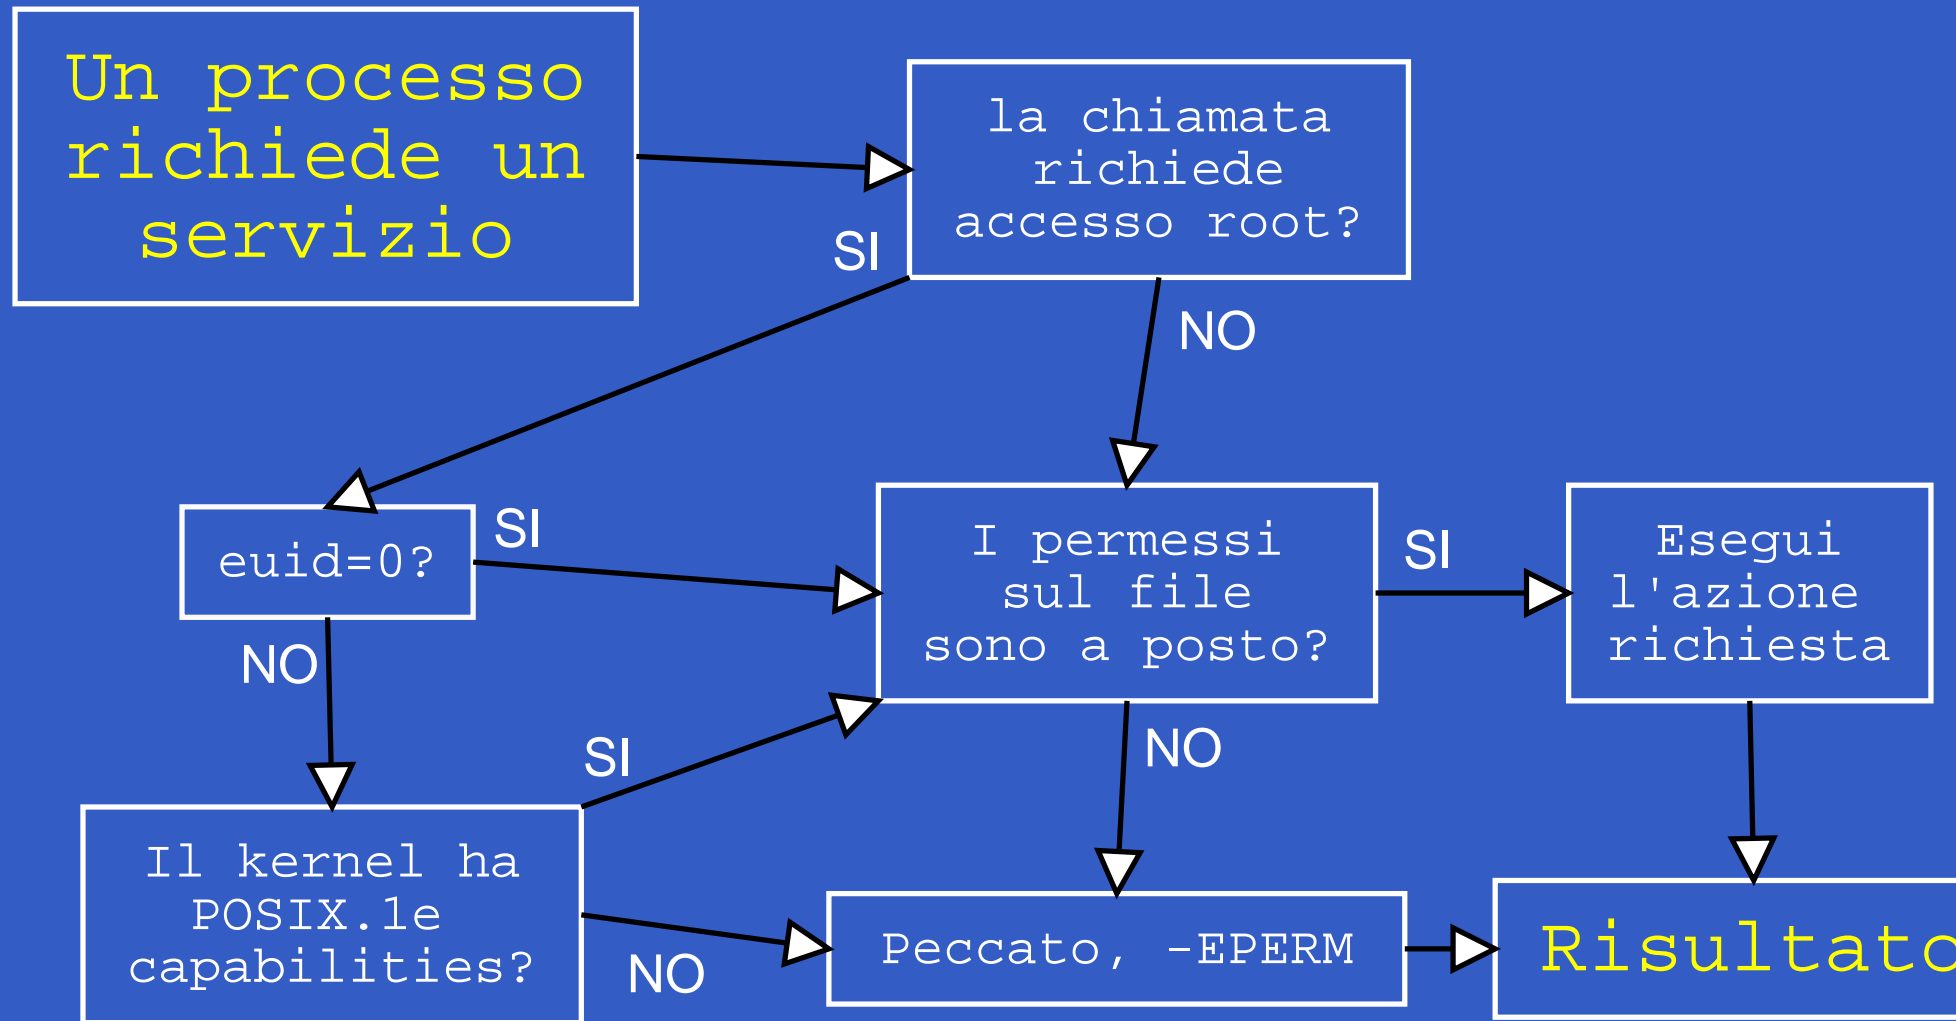 Un processo
richiede un
servizio
la chiamata
richiede
accesso root?
SI
NO
euid=0?
SI
NO
I permessi
sul file
sono a posto?
SI
NO
Esegui
l'azione
richiesta
Il kernel ha
POSIX.1e
capabilities?
SI
NO
Peccato, -EPERM
Risultato